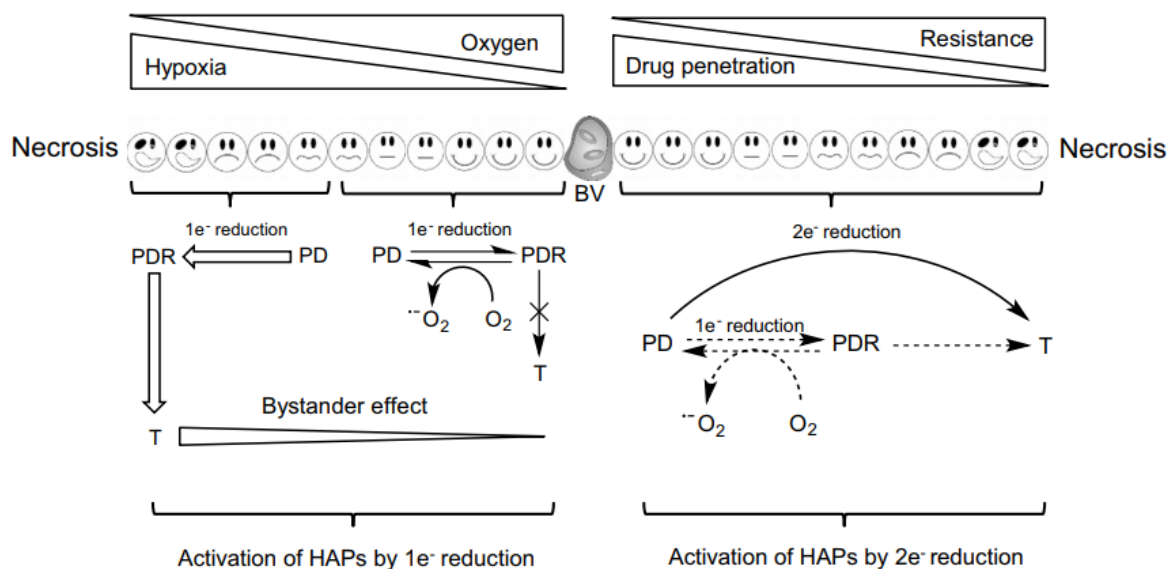 Oxygen
Hypoxia
Resistance
Drug penetration
Necrosis
BV
Necrosis
1e⁻ reduction
PDR
PD
T
1e⁻ reduction
PD
PDR
·⁻O₂
O₂
T
Bystander effect
2e⁻ reduction
1e⁻ reduction
PD
PDR
T
·⁻O₂
O₂
Activation of HAPs by 1e⁻ reduction
Activation of HAPs by 2e⁻ reduction